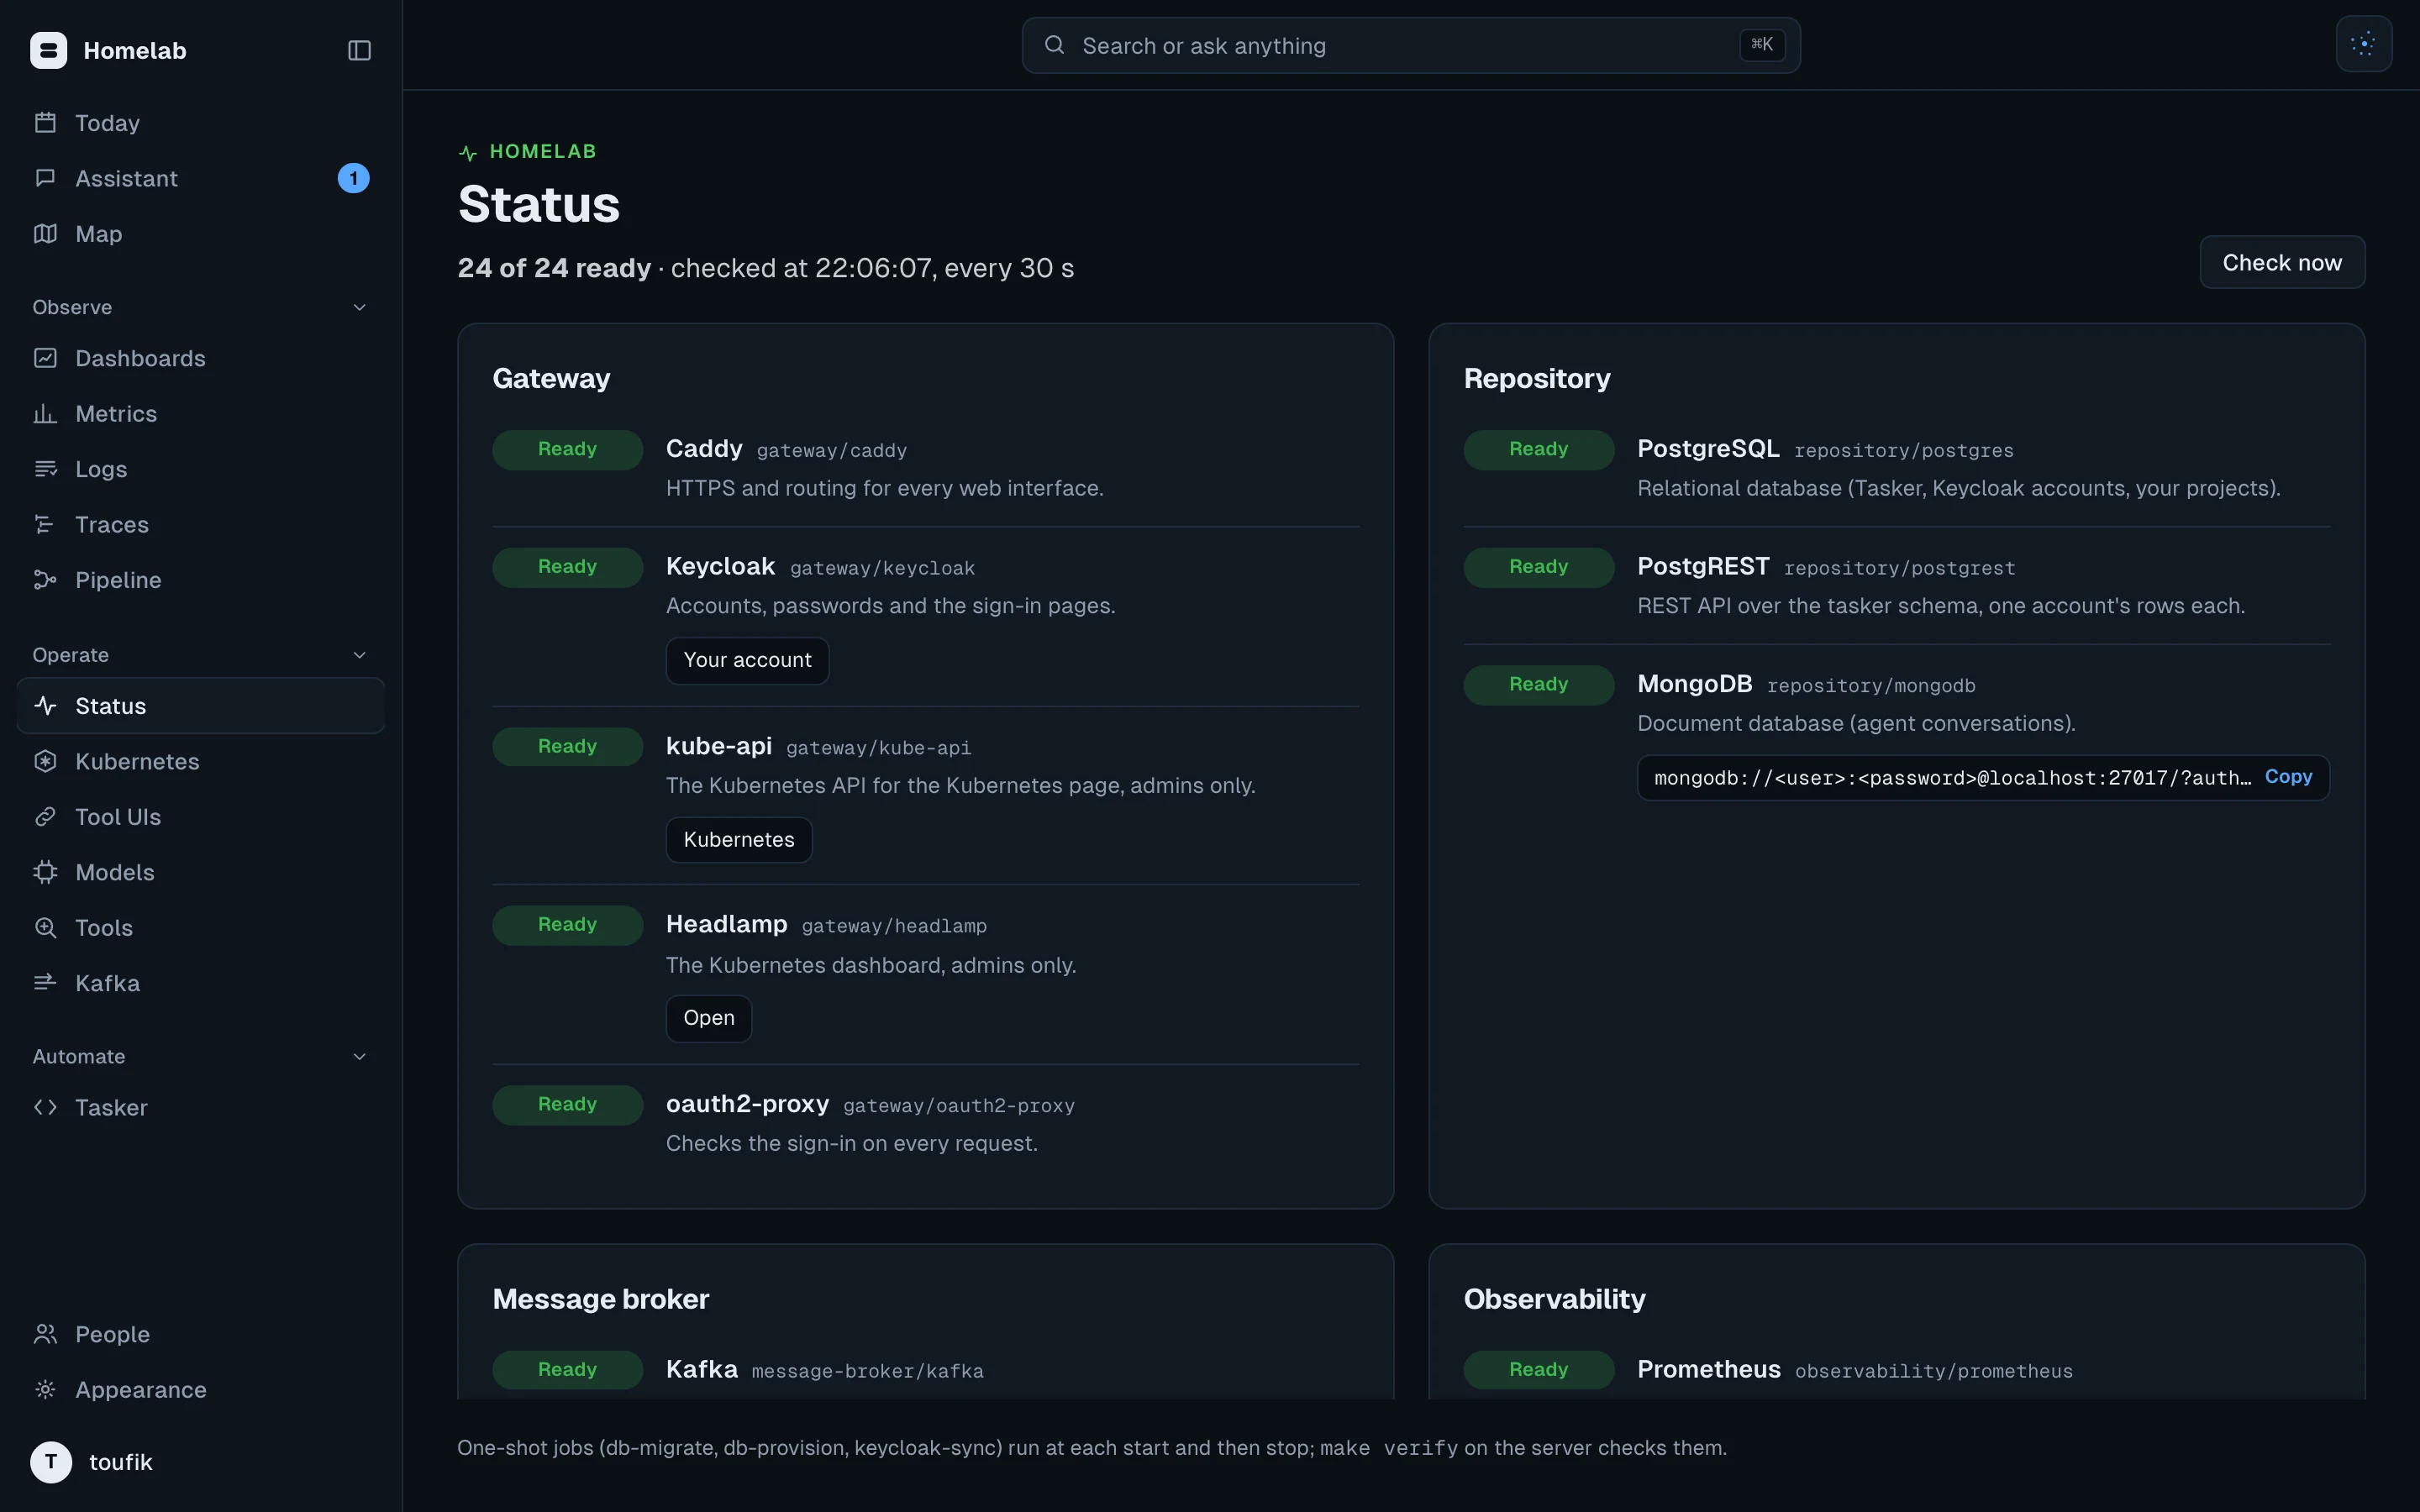 Homelab
Search or ask anything
⌘K
Today
Assistant
1
Map
Observe
Dashboards
Metrics
Logs
Traces
Pipeline
Operate
Status
Kubernetes
Tool UIs
Models
Tools
Kafka
Automate
Tasker
People
Appearance
T
toufik
HOMELAB
Status
24 of 24 ready · checked at 22:06:07, every 30 s
Check now
Gateway
Ready
Caddy gateway/caddy
HTTPS and routing for every web interface.
Ready
Keycloak gateway/keycloak
Accounts, passwords and the sign-in pages.
Your account
Ready
kube-api gateway/kube-api
The Kubernetes API for the Kubernetes page, admins only.
Kubernetes
Ready
Headlamp gateway/headlamp
The Kubernetes dashboard, admins only.
Open
Ready
oauth2-proxy gateway/oauth2-proxy
Checks the sign-in on every request.
Repository
Ready
PostgreSQL repository/postgres
Relational database (Tasker, Keycloak accounts, your projects).
Ready
PostgREST repository/postgrest
REST API over the tasker schema, one account's rows each.
Ready
MongoDB repository/mongodb
Document database (agent conversations).
mongodb://<user>:<password>@localhost:27017/?auth… Copy
Message broker
Ready
Kafka message-broker/kafka
Observability
Ready
Prometheus observability/prometheus
One-shot jobs (db-migrate, db-provision, keycloak-sync) run at each start and then stop; make verify on the server checks them.